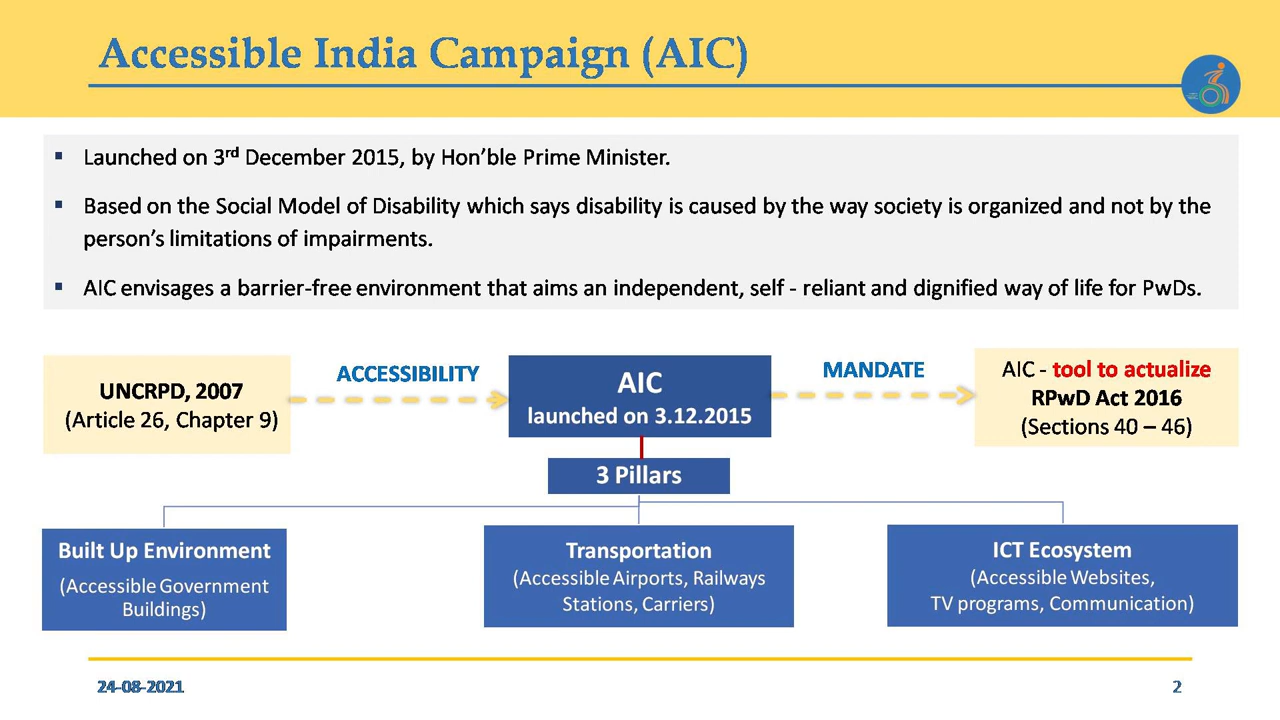 Accessible India Campaign (AIC)
▪ Launched on 3rd December 2015, by Hon'ble Prime Minister.
▪ Based on the Social Model of Disability which says disability is caused by the way society is organized and not by the
person's limitations of impairments.
▪ AIC envisages a barrier-free environment that aims an independent, self - reliant and dignified way of life for PwDs.
UNCRPD, 2007
(Article 26, Chapter 9)
ACCESSIBILITY
AIC
launched on 3.12.2015
MANDATE
AIC - tool to actualize
RPwD Act 2016
(Sections 40 – 46)
3 Pillars
Built Up Environment
(Accessible Government
Buildings)
Transportation
(Accessible Airports, Railways
Stations, Carriers)
ICT Ecosystem
(Accessible Websites,
TV programs, Communication)
24-08-2021
2